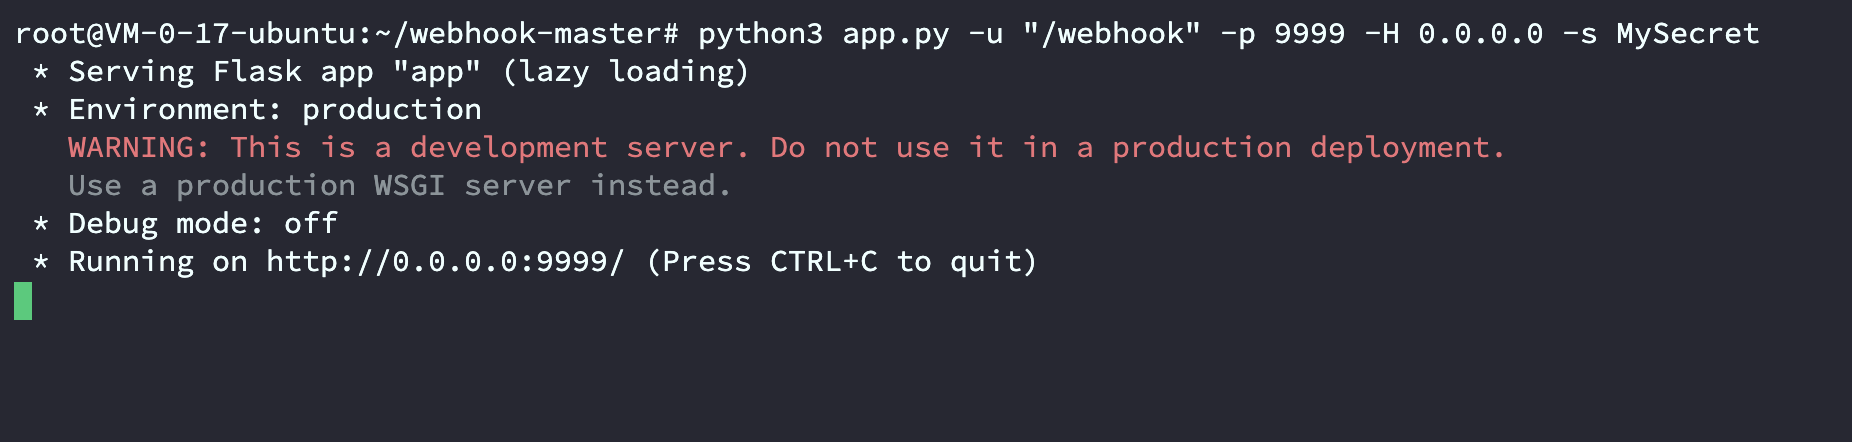 root@VM-0-17-ubuntu:~/webhook-master# python3 app.py -u "/webhook" -p 9999 -H 0.0.0.0 -s MySecret
* Serving Flask app "app" (lazy loading)
* Environment: production
WARNING: This is a development server. Do not use it in a production deployment.
Use a production WSGI server instead.
* Debug mode: off
* Running on http://0.0.0.0:9999/ (Press CTRL+C to quit)